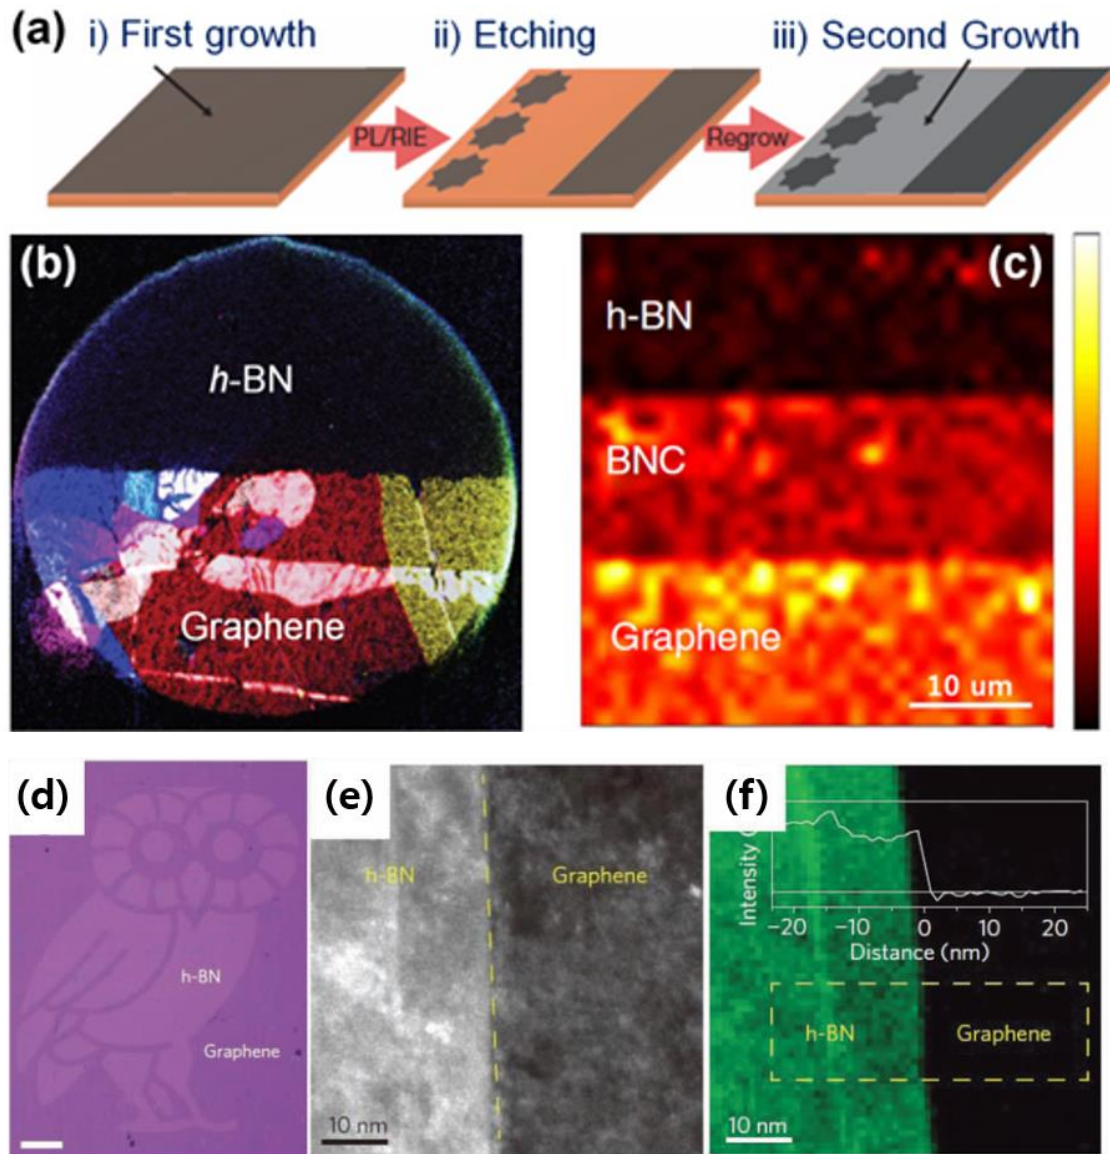 (a)
i) First growth
ii) Etching
iii) Second Growth
PL/RIE
Regrow
(b)
h-BN
Graphene
(c)
h-BN
BNC
Graphene
10 um
(d)
h-BN
Graphene
(e)
h-BN
Graphene
10 nm
(f)
Intensity
−20
−10
0
10
20
Distance (nm)
h-BN
Graphene
10 nm